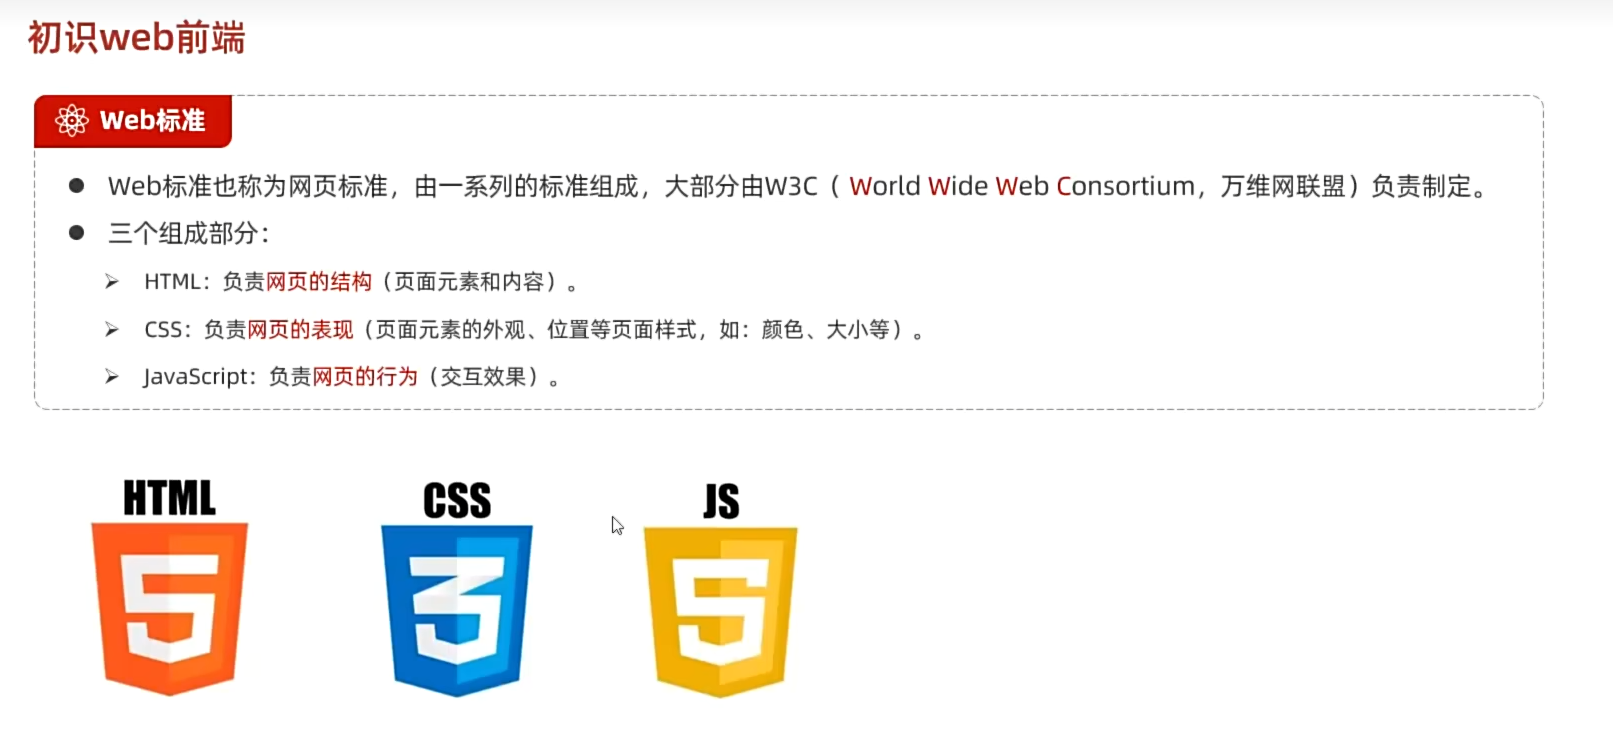 初识web前端
Web标准
Web标准也称为网页标准，由一系列的标准组成，大部分由W3C（ World Wide Web Consortium，万维网联盟）负责制定。
三个组成部分：
HTML：负责网页的结构（页面元素和内容）。
CSS：负责网页的表现（页面元素的外观、位置等页面样式，如：颜色、大小等）。
JavaScript：负责网页的行为（交互效果）。
HTML CSS JS
5 3 5